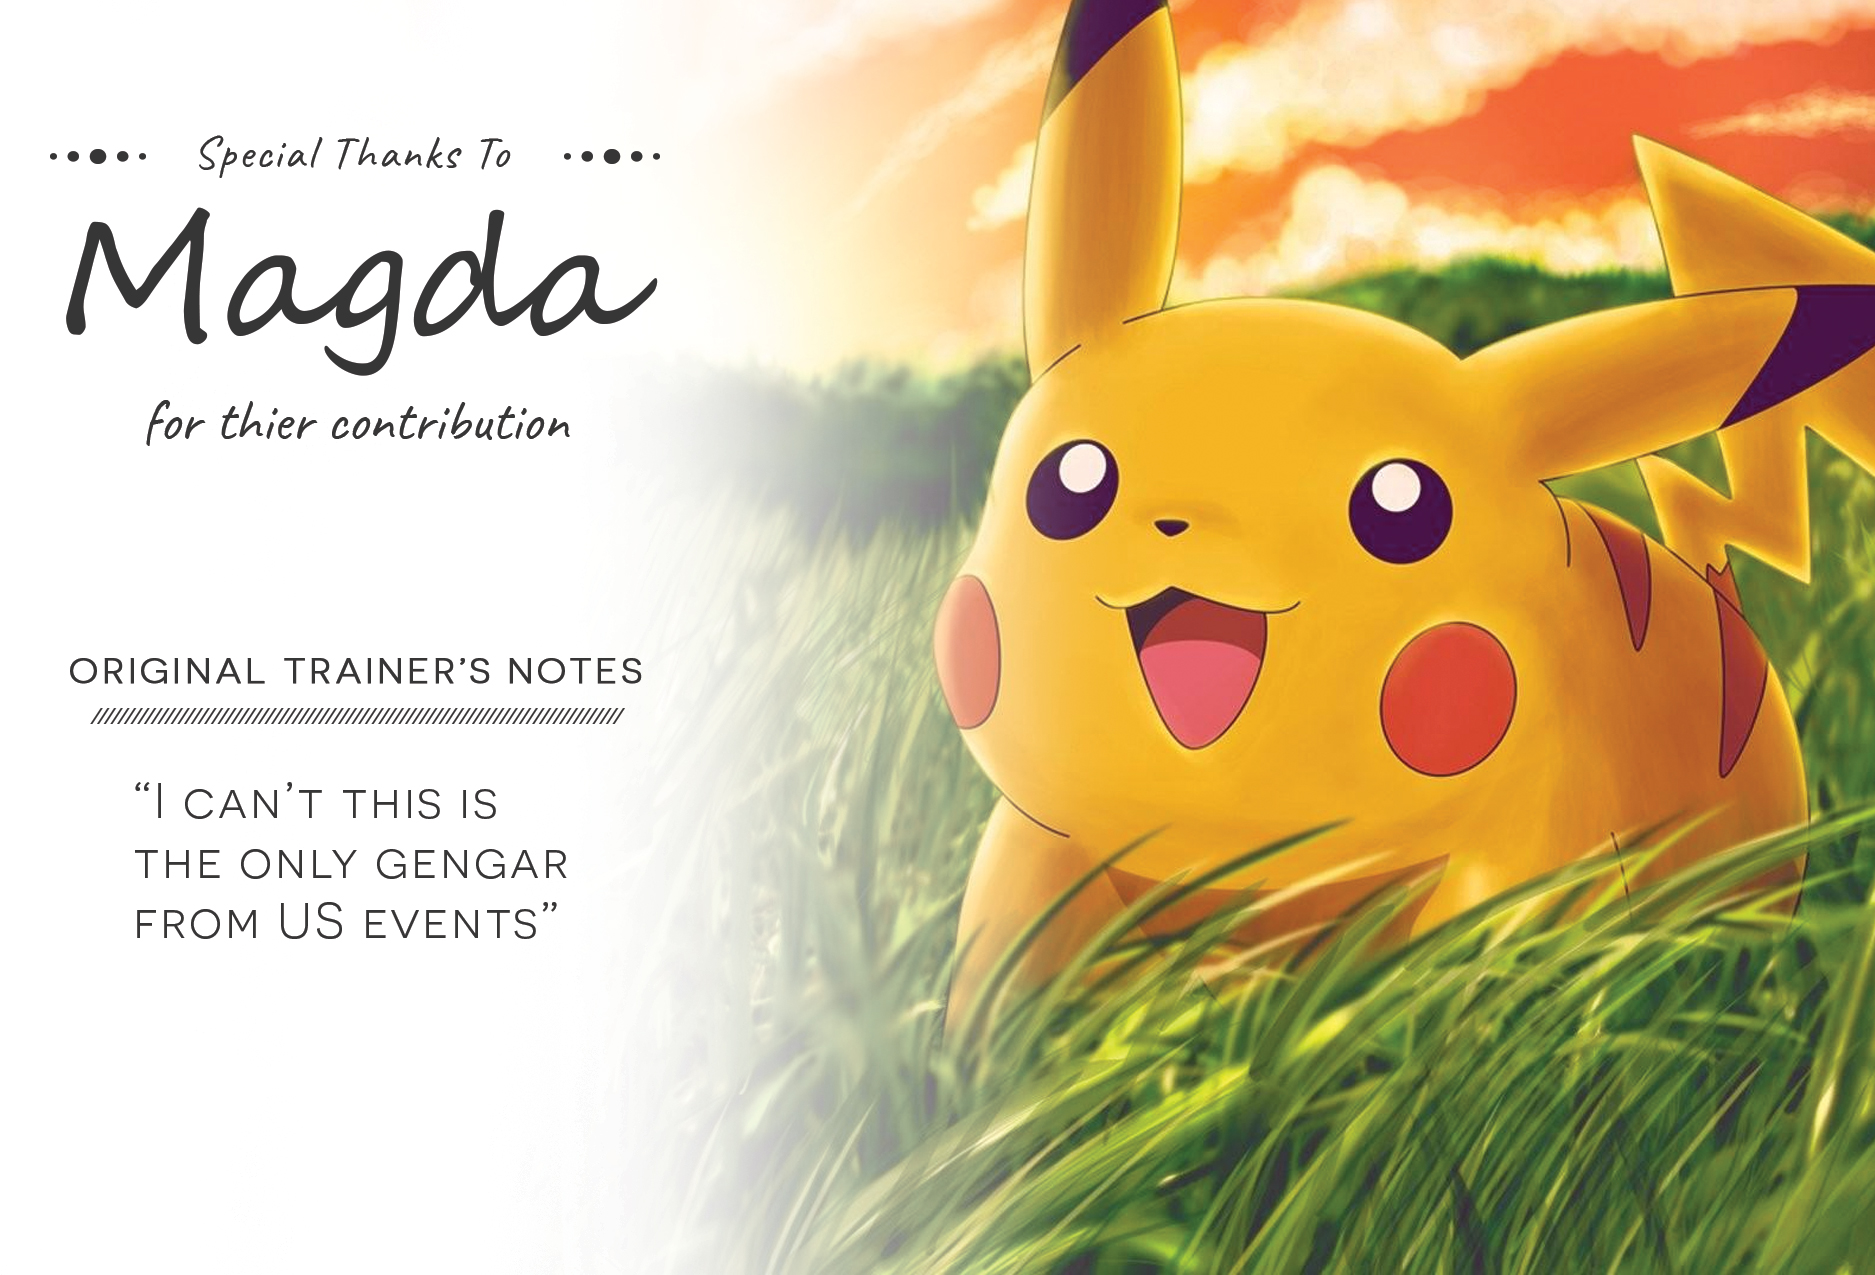 Special Thanks To
Magda
for thier contribution
ORIGINAL TRAINER’S NOTES
“I CAN’T THIS IS
THE ONLY GENGAR
FROM US EVENTS”